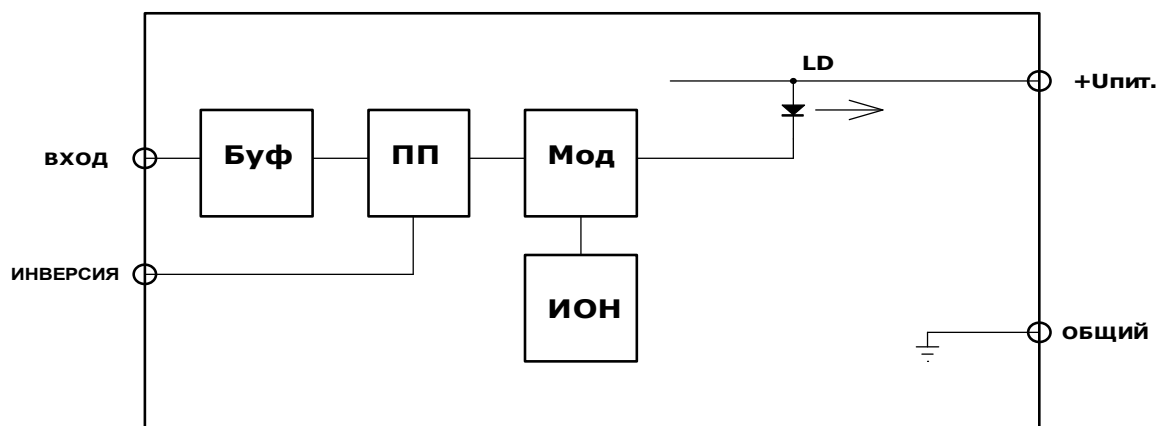 LD
+Uпит.
Буф
ПП
Мод
ВХОД
ИНВЕРСИЯ
ИОН
ОБЩИЙ